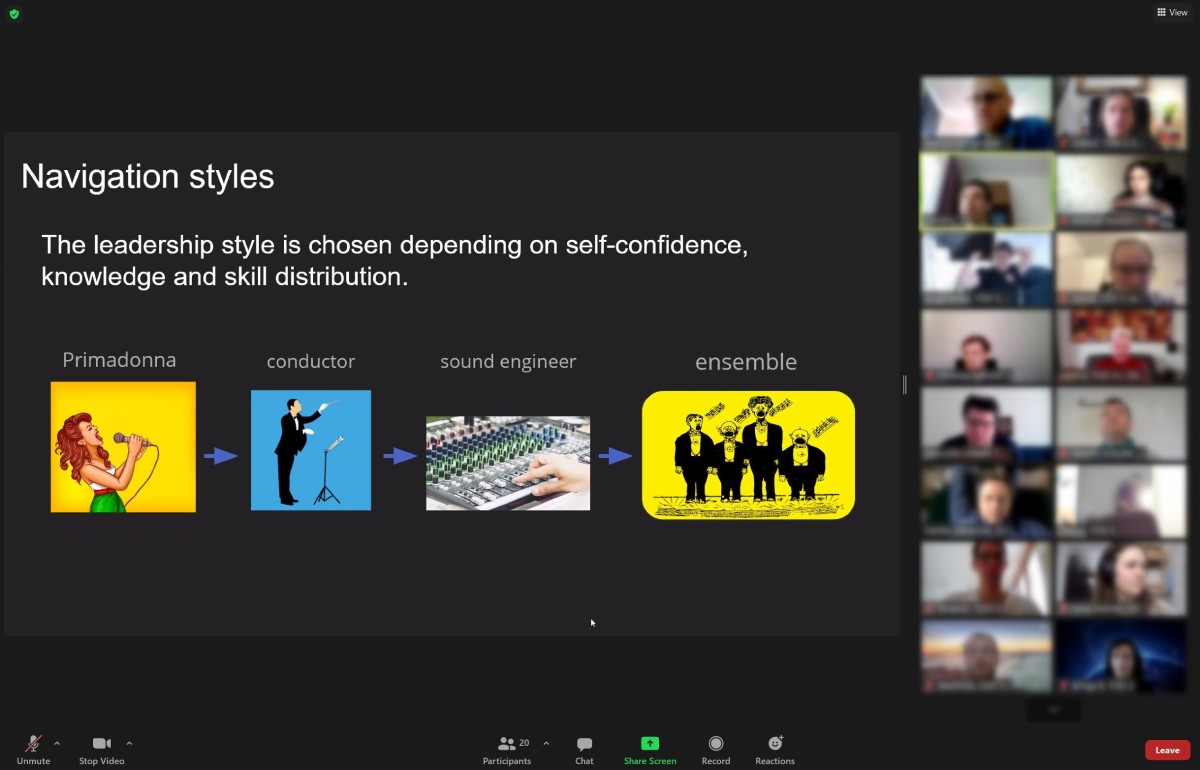 View
Navigation styles
The leadership style is chosen depending on self-confidence,
knowledge and skill distribution.
Primadonna
conductor
sound engineer
ensemble
Unmute
Stop Video
20
Participants
Chat
Share Screen
Record
Reactions
Leave